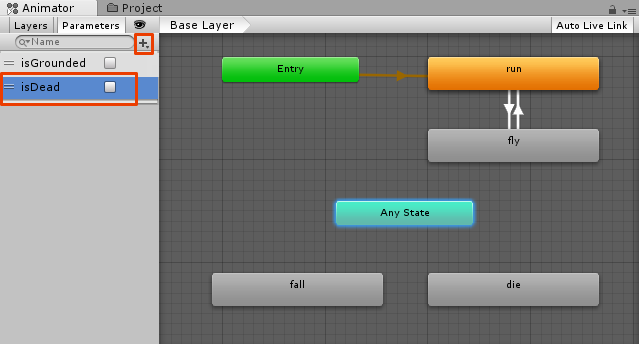 Animator
Project
Layers Parameters
Base Layer
Auto Live Link
Name
isGrounded
isDead
Entry
run
fly
Any State
fall
die